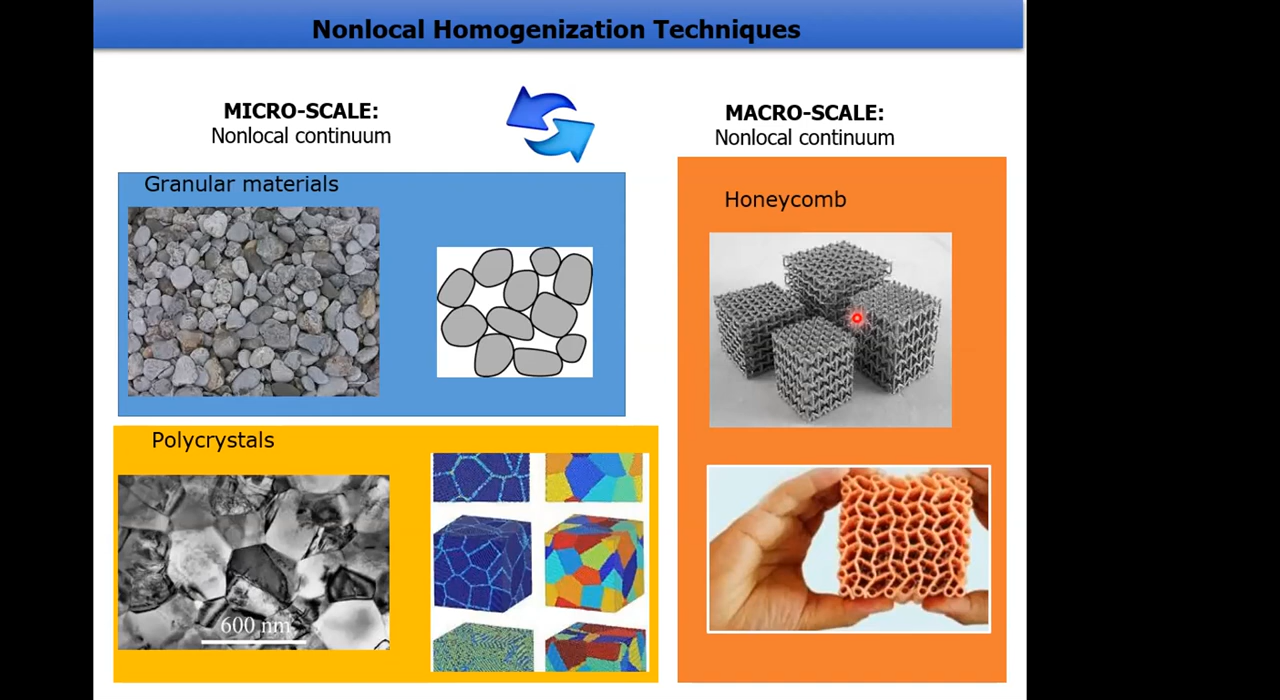 Nonlocal Homogenization Techniques
MICRO-SCALE:
Nonlocal continuum
MACRO-SCALE:
Nonlocal continuum
Granular materials
Honeycomb
Polycrystals
600 nm